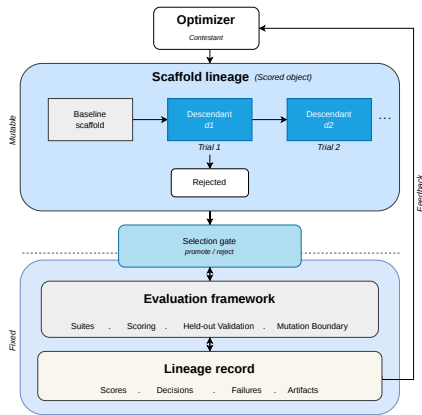 Optimizer
Contestant
Scaffold lineage (Scored object)
Baseline
scaffold
Descendant
d1
Descendant
d2
...
Trial 1
Trial 2
Rejected
Mutable
Selection gate
promote / reject
Feedback
Evaluation framework
Suites . Scoring . Held-out Validation . Mutation Boundary
Fixed
Lineage record
Scores . Decisions . Failures . Artifacts